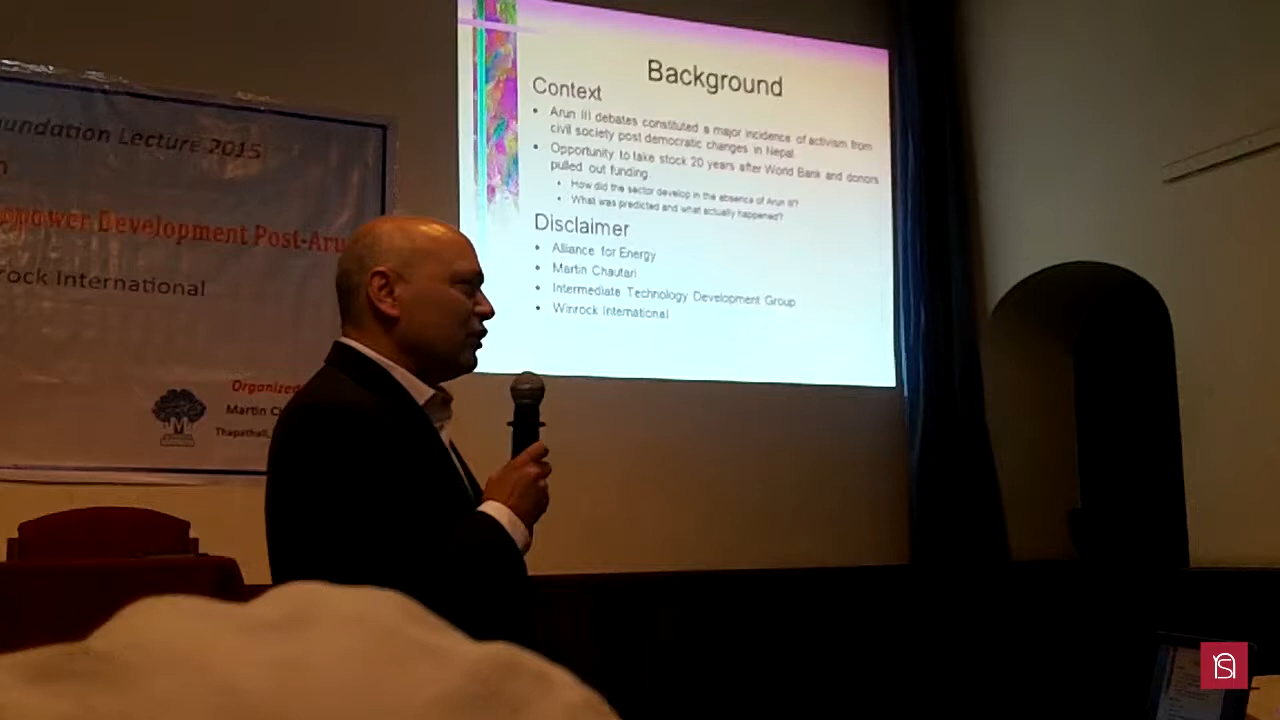 undation Lecture 2015
n
opower Development Post-Aru
rock International
Organized
Martin C
Thapathali,
Background
Context
• Arun III debates constituted a major incidence of activism from
civil society post democratic changes in Nepal
• Opportunity to take stock 20 years after World Bank and donors
pulled out funding
• How did the sector develop in the absence of Arun III?
• What was predicted and what actually happened?
Disclaimer
• Alliance for Energy
• Martin Chautari
• Intermediate Technology Development Group
• Winrock International